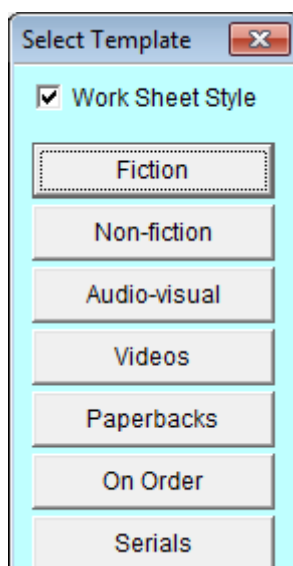 Select Template
Work Sheet Style
Fiction
Non-fiction
Audio-visual
Videos
Paperbacks
On Order
Serials